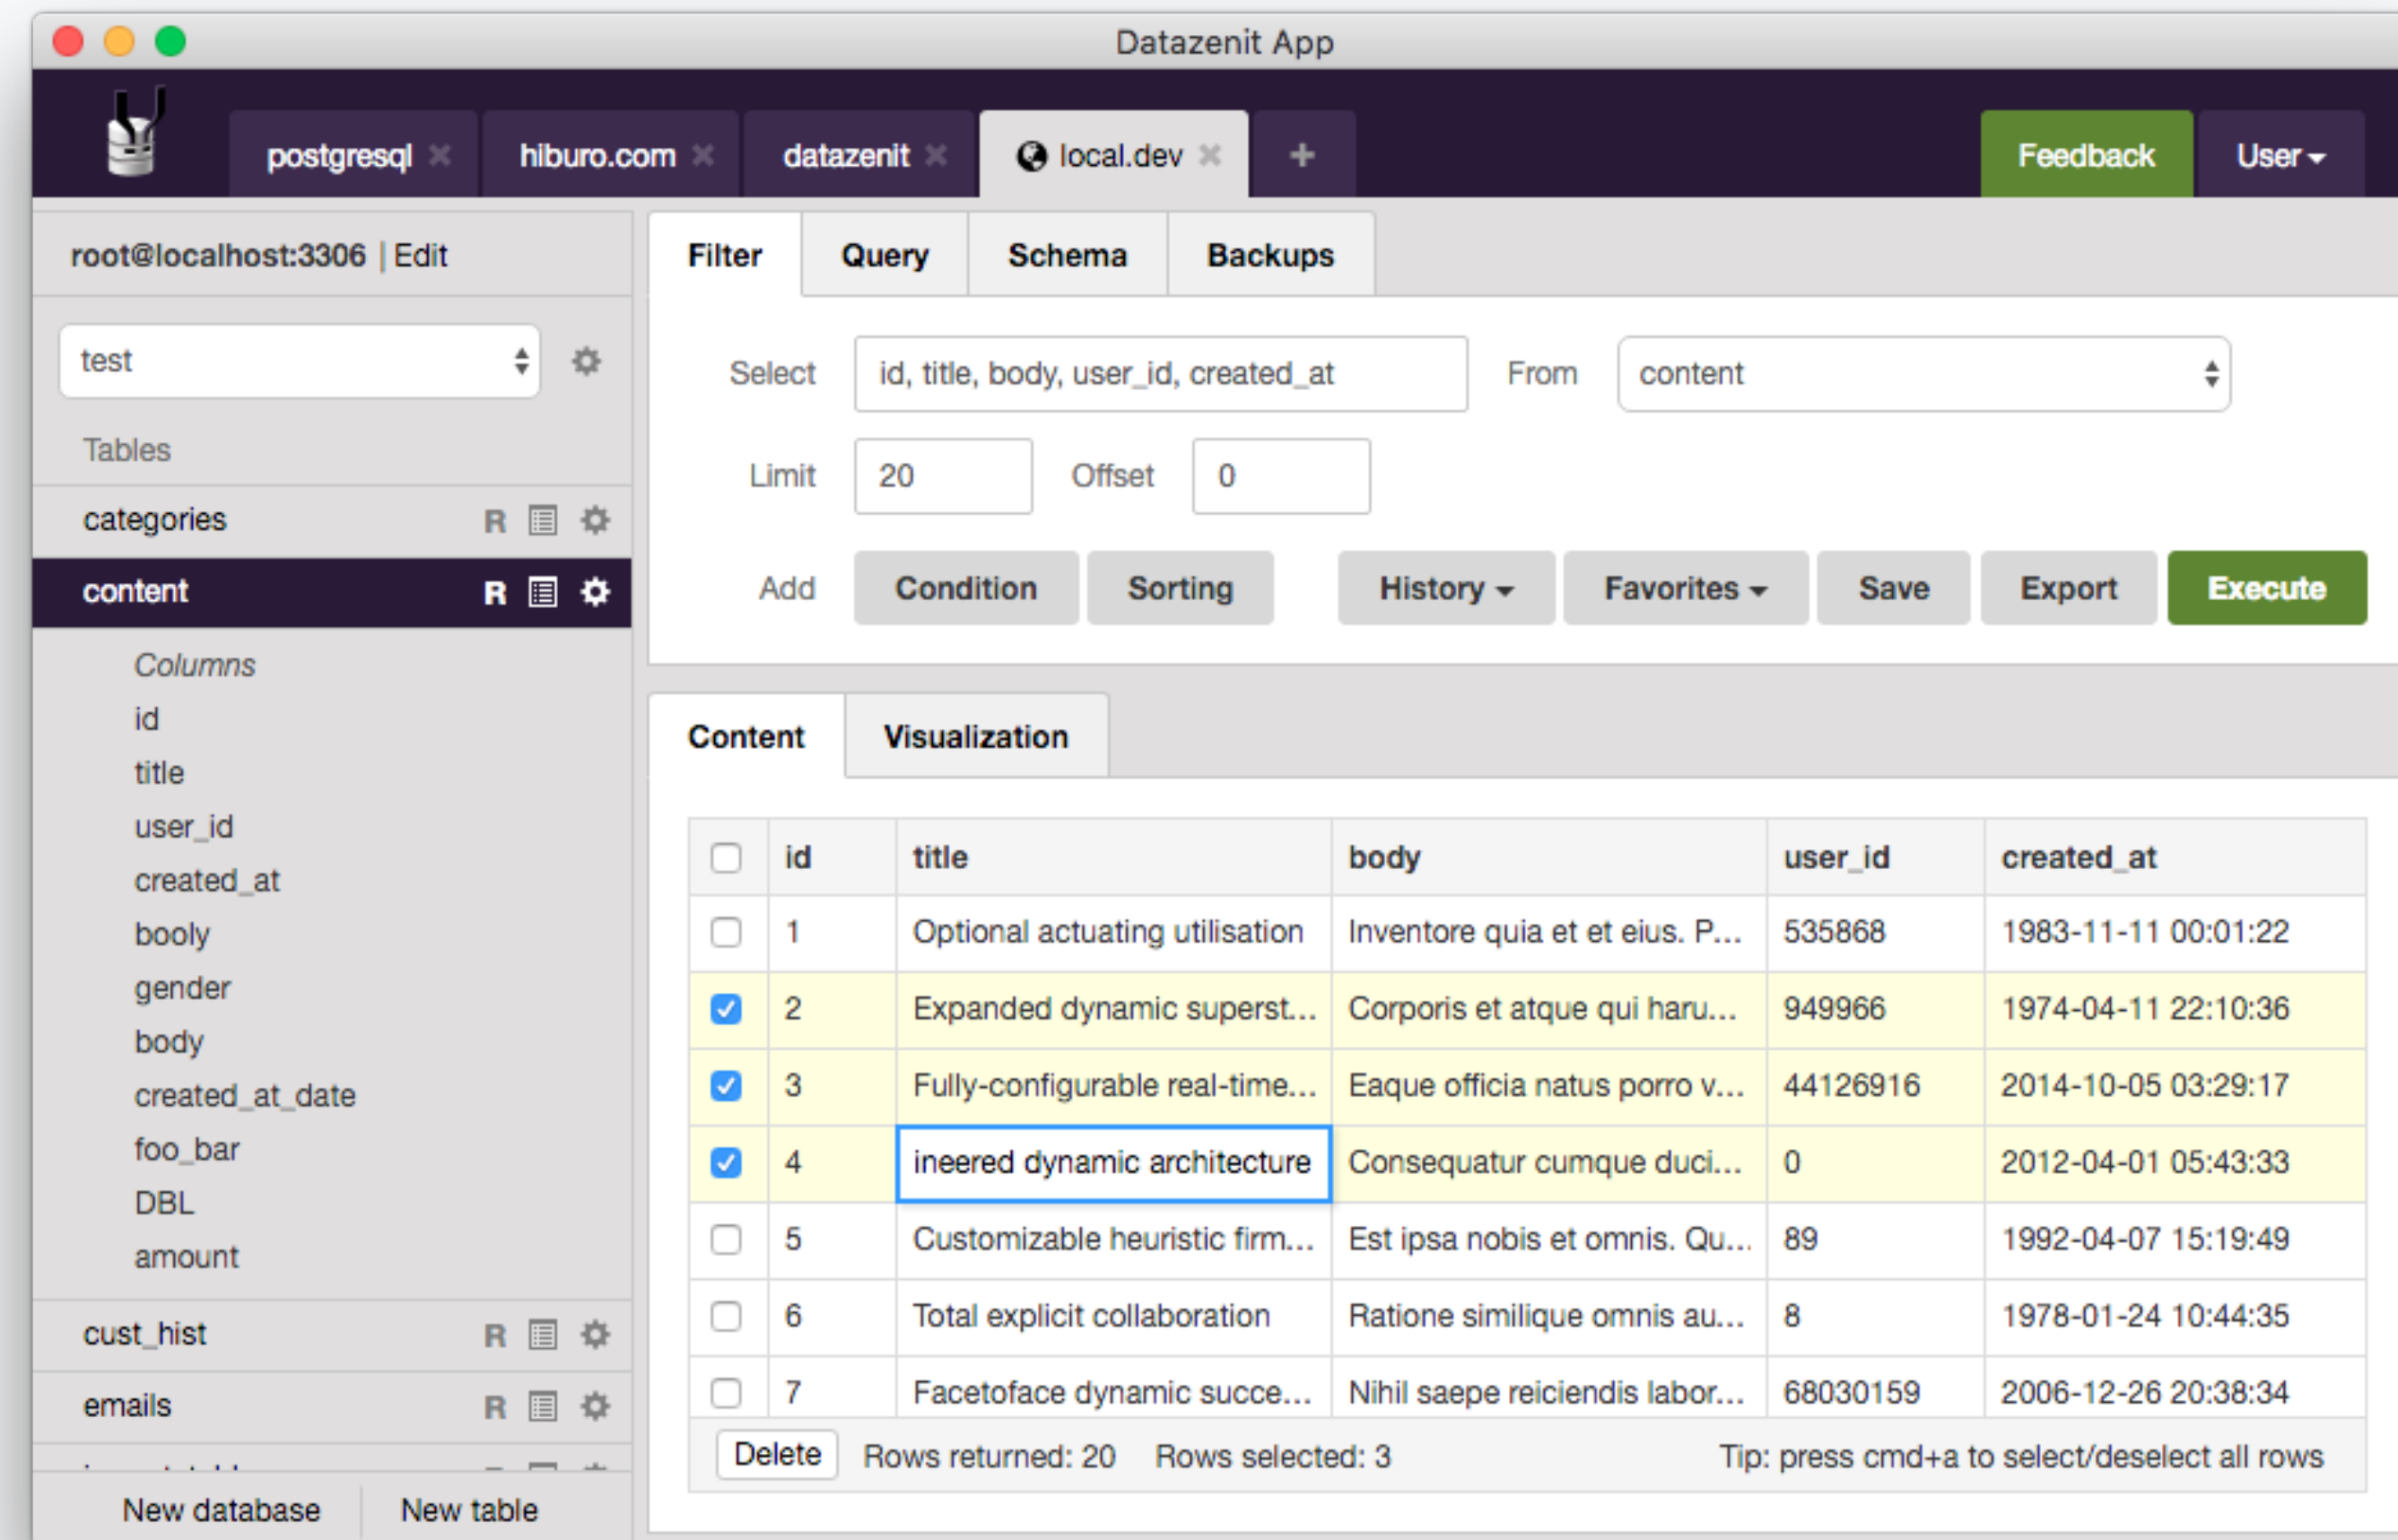 Datazenit App
postgresql hiburo.com datazenit local.dev + Feedback User
root@localhost:3306 | Edit
test
Tables
categories R
content R
Columns
id
title
user_id
created_at
booly
gender
body
created_at_date
foo_bar
DBL
amount
cust_hist R
emails R
New database New table
Filter Query Schema Backups
Select id, title, body, user_id, created_at From content
Limit 20 Offset 0
Add Condition Sorting History Favorites Save Export Execute
Content Visualization
id title body user_id created_at
1 Optional actuating utilisation Inventore quia et et eius. P... 535868 1983-11-11 00:01:22
2 Expanded dynamic superst... Corporis et atque qui haru... 949966 1974-04-11 22:10:36
3 Fully-configurable real-time... Eaque officia natus porro v... 44126916 2014-10-05 03:29:17
4 ineered dynamic architecture Consequatur cumque duci... 0 2012-04-01 05:43:33
5 Customizable heuristic firm... Est ipsa nobis et omnis. Qu... 89 1992-04-07 15:19:49
6 Total explicit collaboration Ratione similique omnis au... 8 1978-01-24 10:44:35
7 Facetoface dynamic succe... Nihil saepe reiciendis labor... 68030159 2006-12-26 20:38:34
Delete Rows returned: 20 Rows selected: 3 Tip: press cmd+a to select/deselect all rows